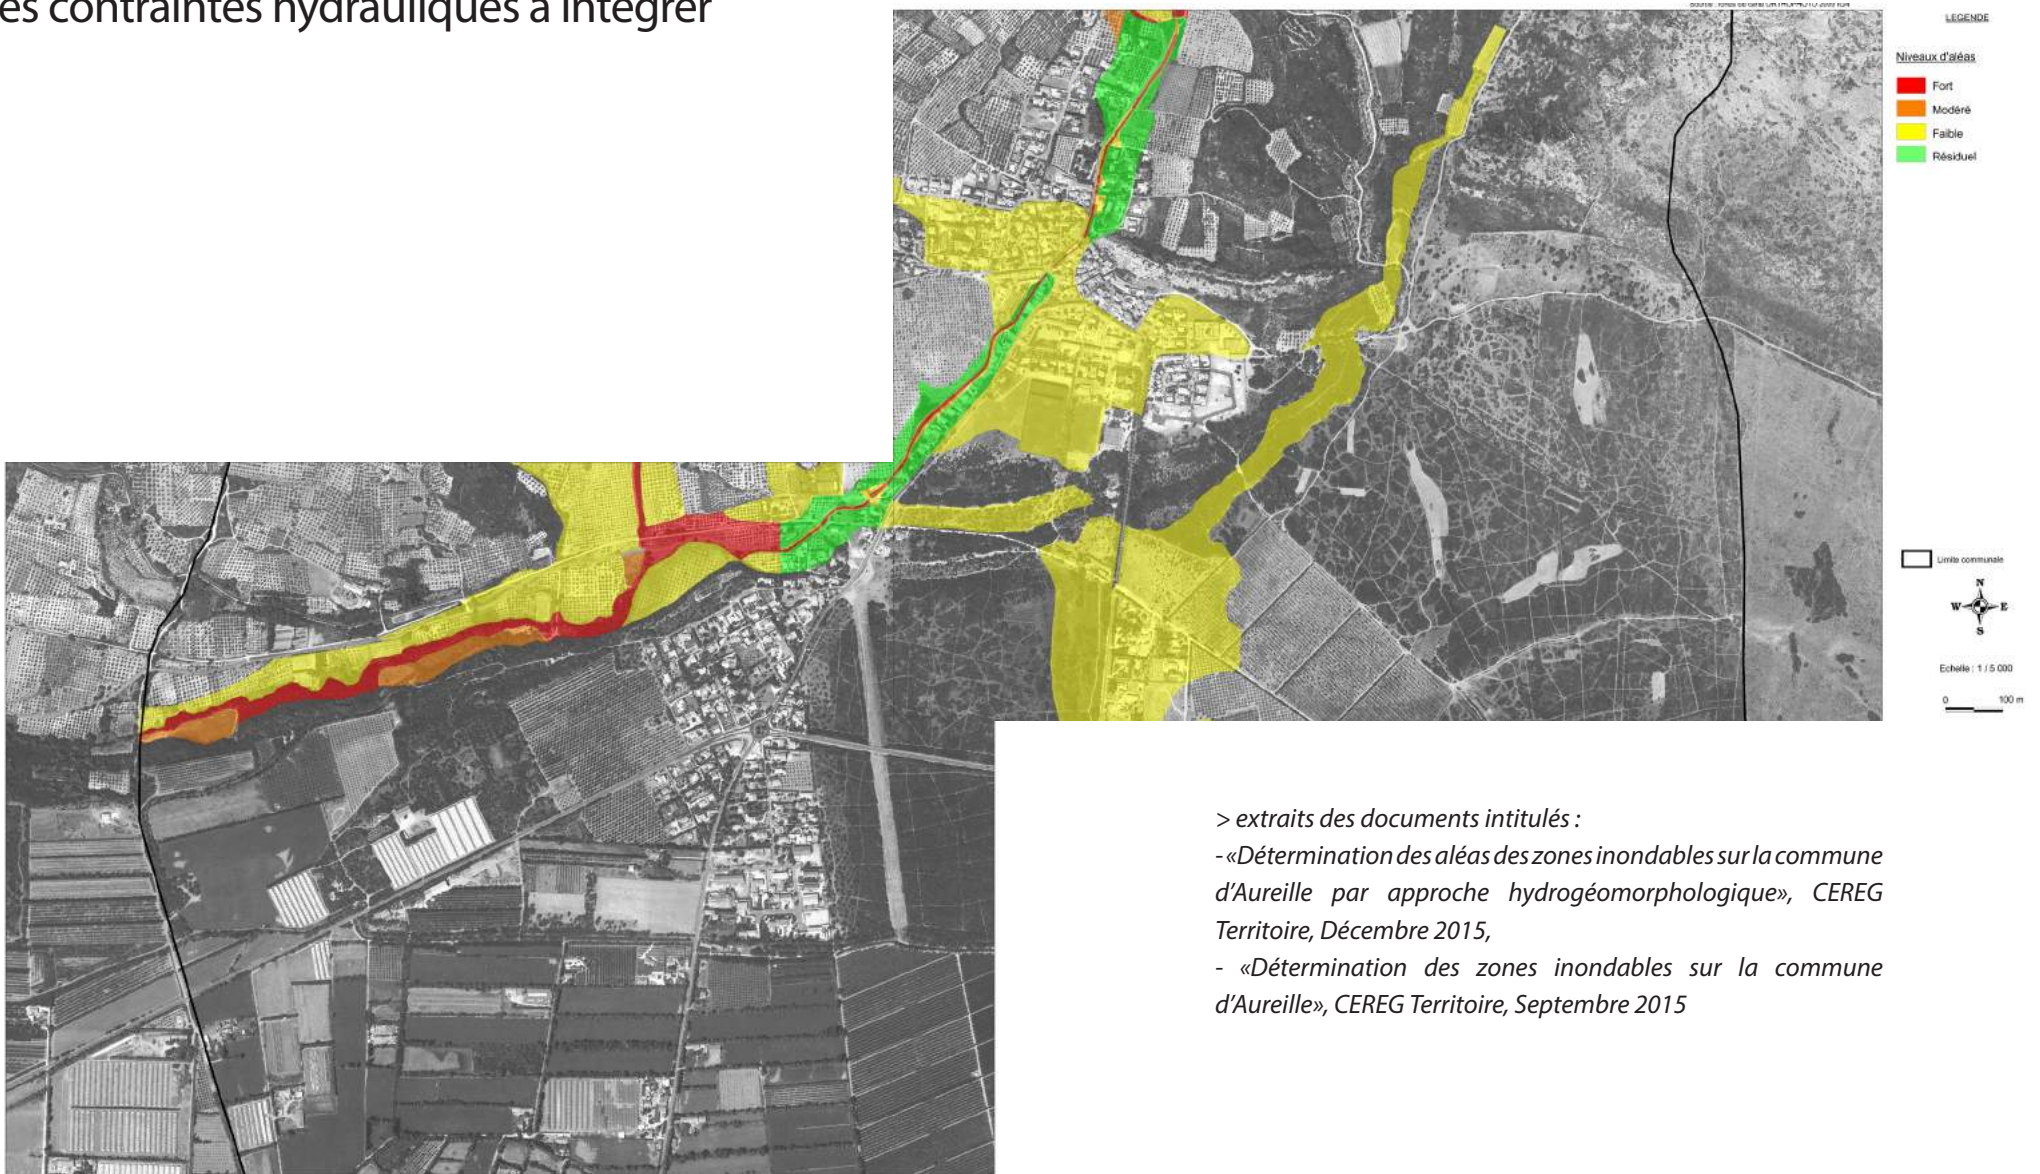 es contraintes hydrauliques à intégrer
LEGENDE
Niveaux d'aléas
Fort
Modéré
Faible
Résiduel
Limite communale
N
W E
S
Echelle : 1 / 5 000
0 100 m
> extraits des documents intitulés :
- «Détermination des aléas des zones inondables sur la commune
d'Aureille par approche hydrogéomorphologique», CEREG
Territoire, Décembre 2015,
- «Détermination des zones inondables sur la commune
d'Aureille», CEREG Territoire, Septembre 2015